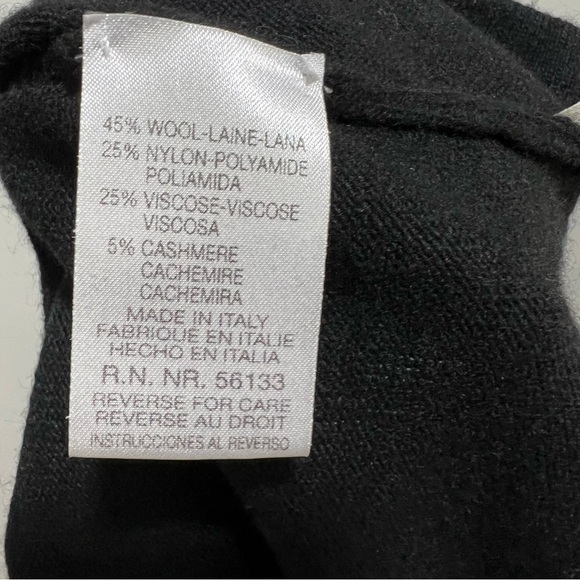 45% WOOL-LAINE-LANA
25% NYLON-POLYAMIDE
POLIAMIDA
25% VISCOSE-VISCOSE
VISCOSA
5% CASHMERE
CACHEMIRE
CACHEMIRA
MADE IN ITALY
FABRIQUE EN ITALIE
HECHO EN ITALIA
R.N. NR. 56133
REVERSE FOR CARE
REVERSE AU DROIT
INSTRUCCIONES AL REVERSO